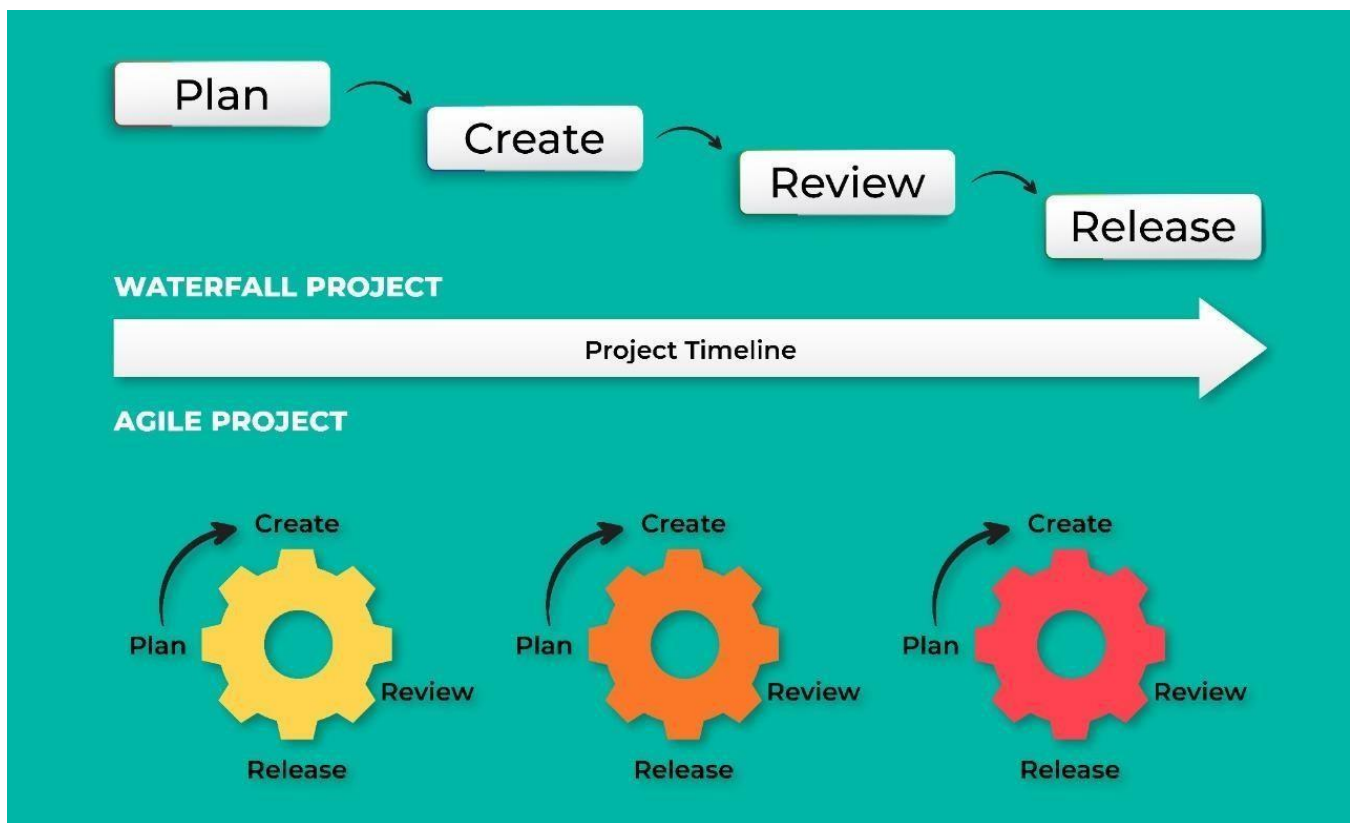 Plan
Create
Review
Release
WATERFALL PROJECT
Project Timeline
AGILE PROJECT
Create
Plan
Review
Release
Create
Plan
Review
Release
Create
Plan
Review
Release